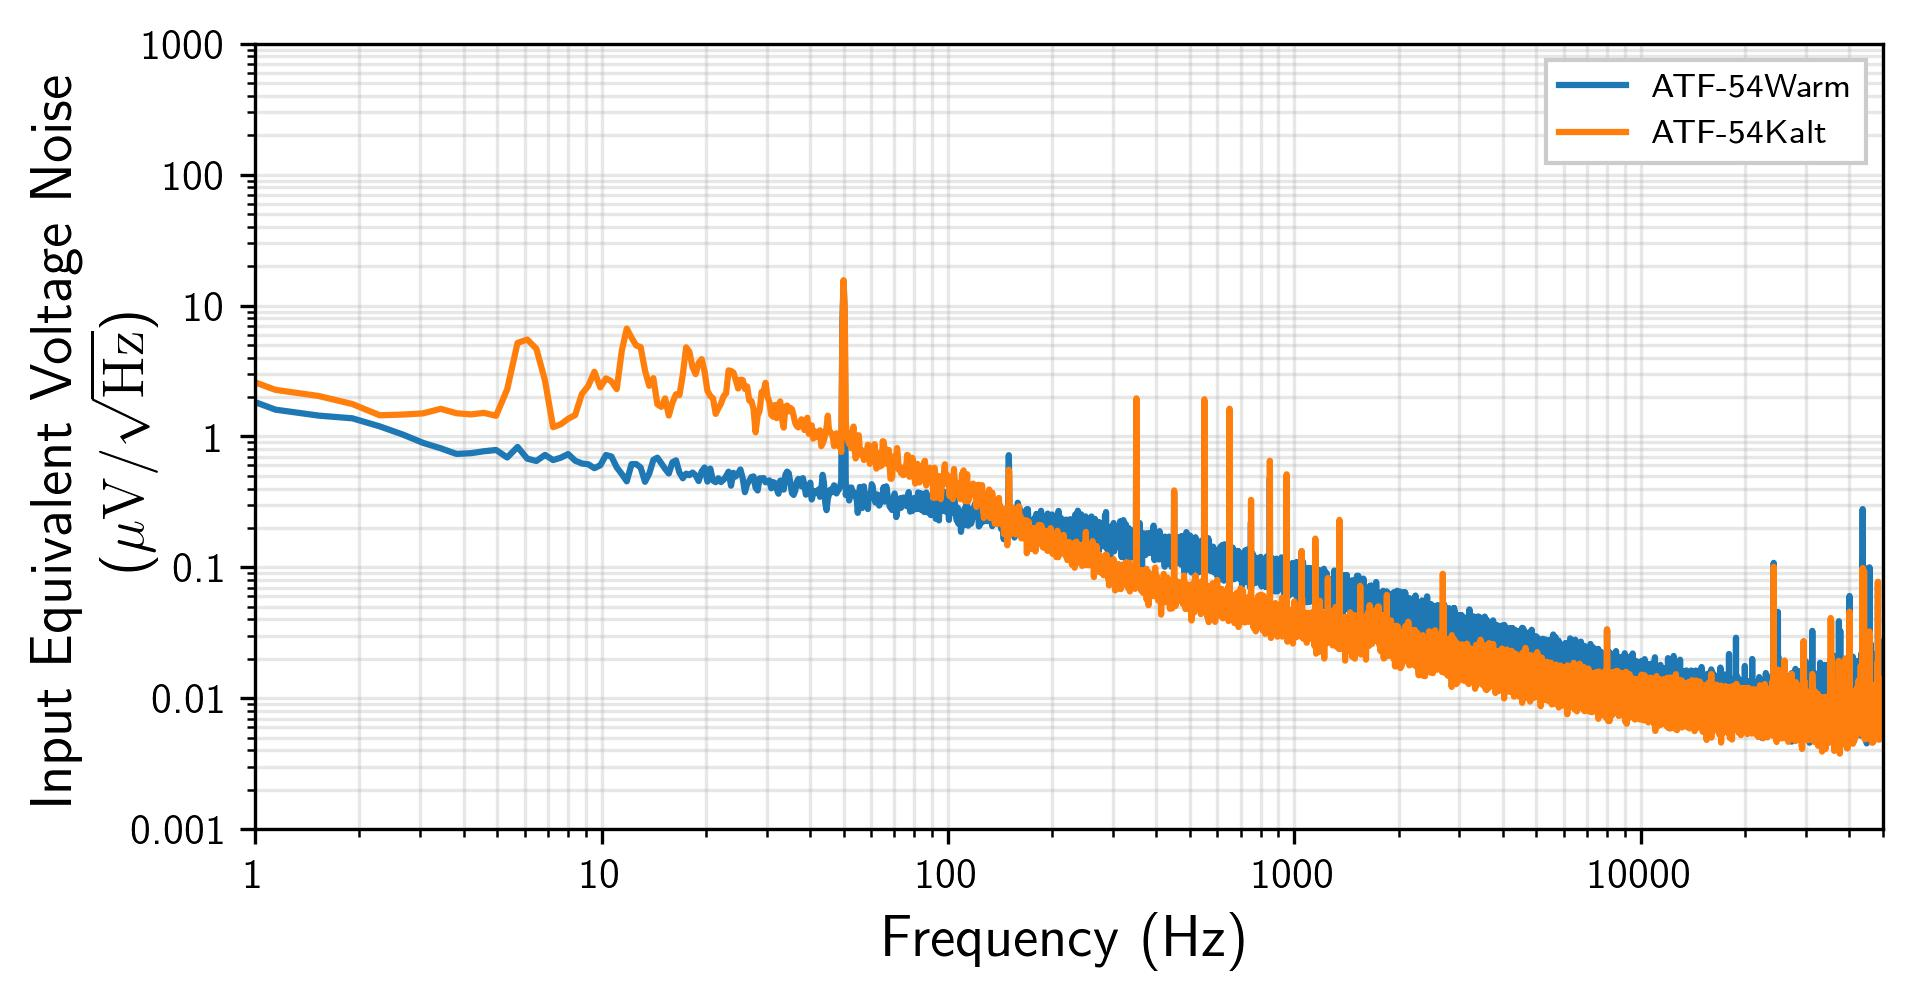 Input Equivalent Voltage Noise
(μV/√Hz)
1000
100
10
1
0.1
0.01
0.001
ATF-54Warm
ATF-54Kalt
1 10 100 1000 10000
Frequency (Hz)